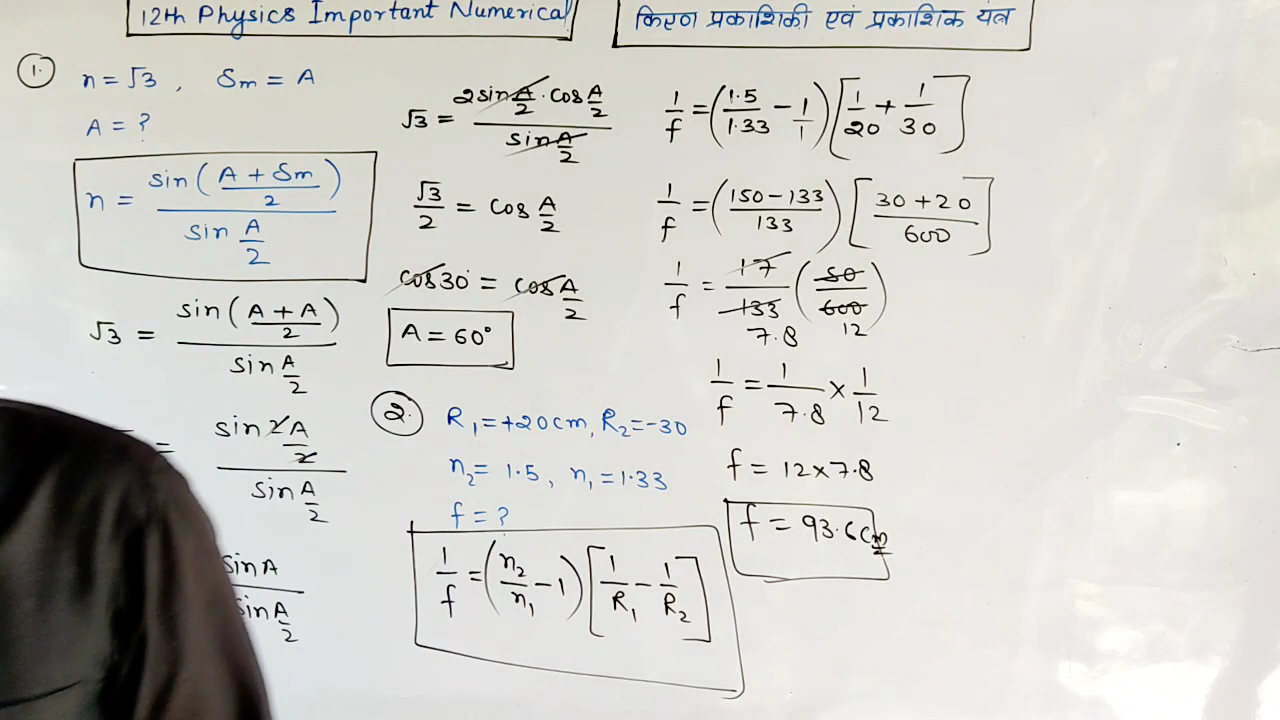 12th Physics Important Numerical
किरण प्रकाशिकी एवं प्रकाशिक यंत्र
1.
n = √3 , δm = A
A = ?
n = sin((A + δm)/2) / sin A/2
√3 = sin((A + A)/2) / sin A/2
= sin 2A/2 / sin A/2
sin A / sin A/2
√3 = 2 sin A/2 . cos A/2 / sin A/2
√3/2 = cos A/2
cos 30° = cos A/2
A = 60°
2.
R₁ = +20cm, R₂ = -30
n₂ = 1.5 , n₁ = 1.33
f = ?
1/f = (n₂/n₁ - 1) [1/R₁ - 1/R₂]
1/f = (1.5/1.33 - 1/1) [1/20 + 1/30]
1/f = (150 - 133/133) [30 + 20/600]
1/f = 17/133 (50/600)
7.8 12
1/f = 1/7.8 × 1/12
f = 12 × 7.8
f = 93.6 cm